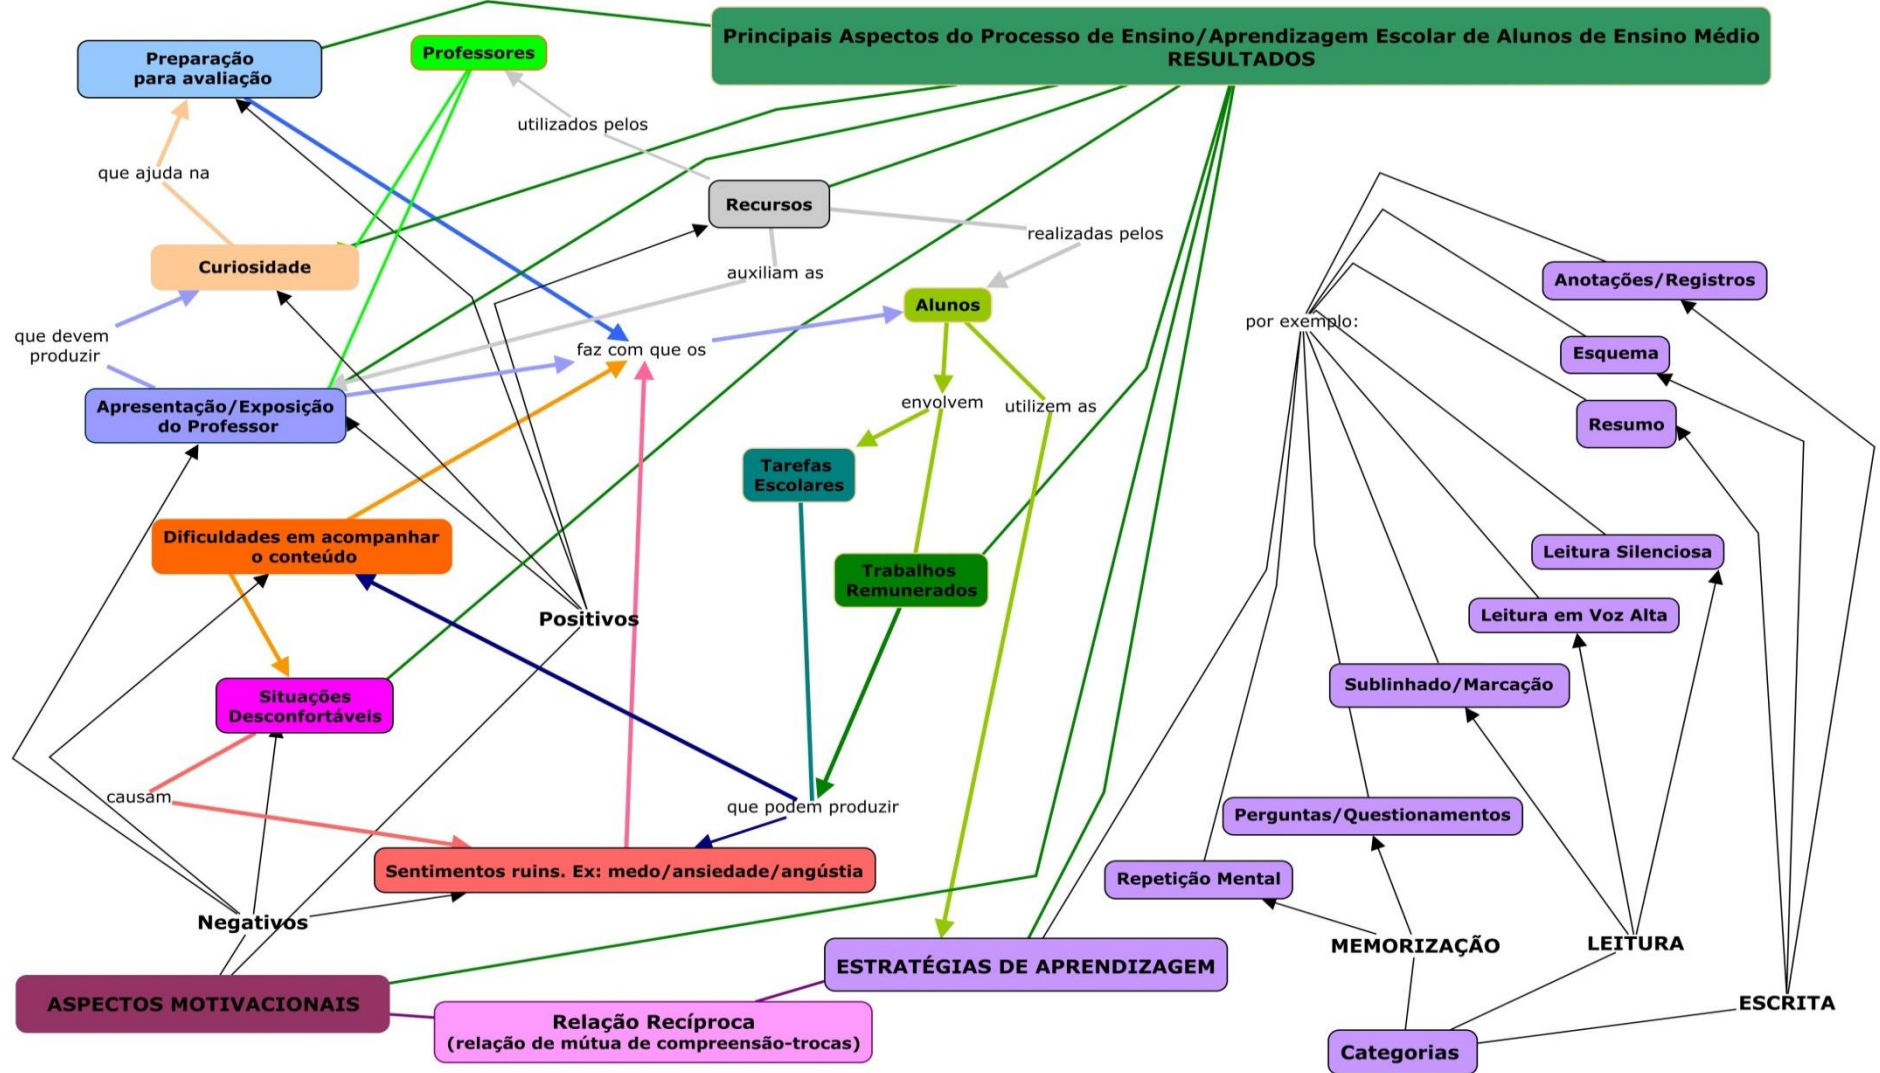 Principais Aspectos do Processo de Ensino/Aprendizagem Escolar de Alunos de Ensino Médio
RESULTADOS
Preparação
para avaliação
Professores
utilizados pelos
que ajuda na
Recursos
realizadas pelos
Curiosidade
auxiliam as
Alunos
que devem
produzir
faz com que os
Apresentação/Exposição
do Professor
envolvem
utilizem as
Tarefas
Escolares
Dificuldades em acompanhar
o conteúdo
Trabalhos
Remunerados
Positivos
Situações
Desconfortáveis
causam
que podem produzir
Sentimentos ruins. Ex: medo/ansiedade/angústia
Negativos
ASPECTOS MOTIVACIONAIS
Relação Recíproca
(relação de mútua de compreensão-trocas)
ESTRATÉGIAS DE APRENDIZAGEM
por exemplo:
Anotações/Registros
Esquema
Resumo
Leitura Silenciosa
Leitura em Voz Alta
Sublinhado/Marcação
Perguntas/Questionamentos
Repetição Mental
MEMORIZAÇÃO
LEITURA
ESCRITA
Categorias